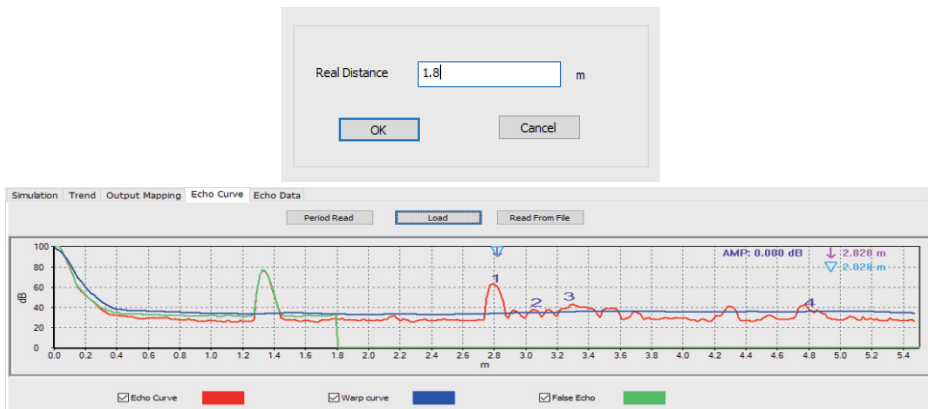 Real Distance 1.8 m
OK Cancel
Simulation Trend Output Mapping Echo Curve Echo Data
Period Read Load Read From File
AMP: 0.000 dB 2.828 m
2.828 m
100
80
60
40
20
0
dB
1
2
3
4
0.0 0.2 0.4 0.6 0.8 1.0 1.2 1.4 1.6 1.8 2.0 2.2 2.4 2.6 2.8 3.0 3.2 3.4 3.6 3.8 4.0 4.2 4.4 4.6 4.8 5.0 5.2 5.4
m
Echo Curve Warp curve False Echo